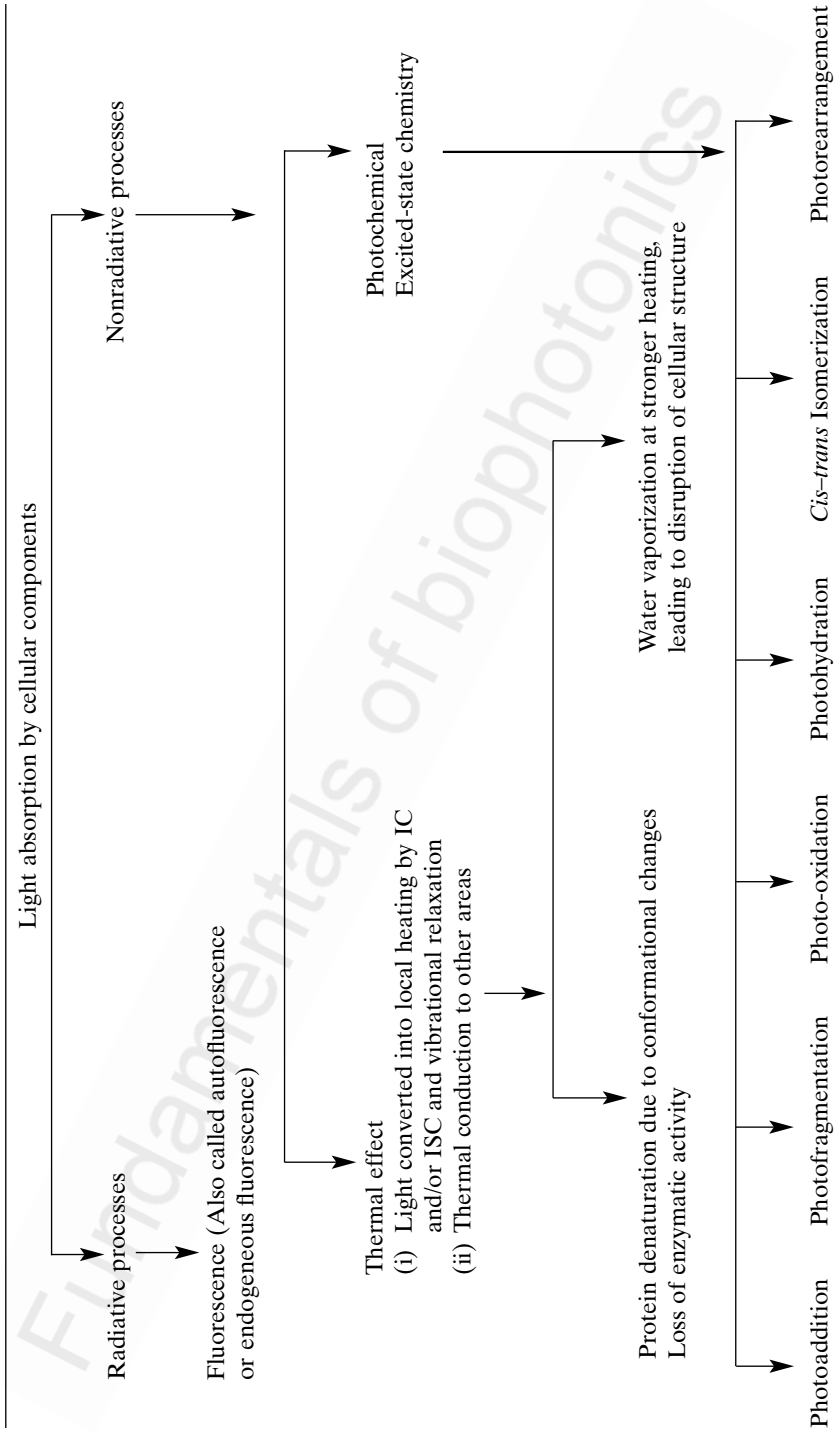 Light absorption by cellular components
Radiative processes
Nonradiative processes
Fluorescence (Also called autofluorescence
or endogeneous fluorescence)
Thermal effect
(i) Light converted into local heating by IC
and/or ISC and vibrational relaxation
(ii) Thermal conduction to other areas
Photochemical
Excited-state chemistry
Protein denaturation due to conformational changes
Loss of enzymatic activity
Water vaporization at stronger heating,
leading to disruption of cellular structure
Photoaddition
Photofragmentation
Photo-oxidation
Photohydration
Cis–trans Isomerization
Photorearrangement
Fundamentals of biophotonics